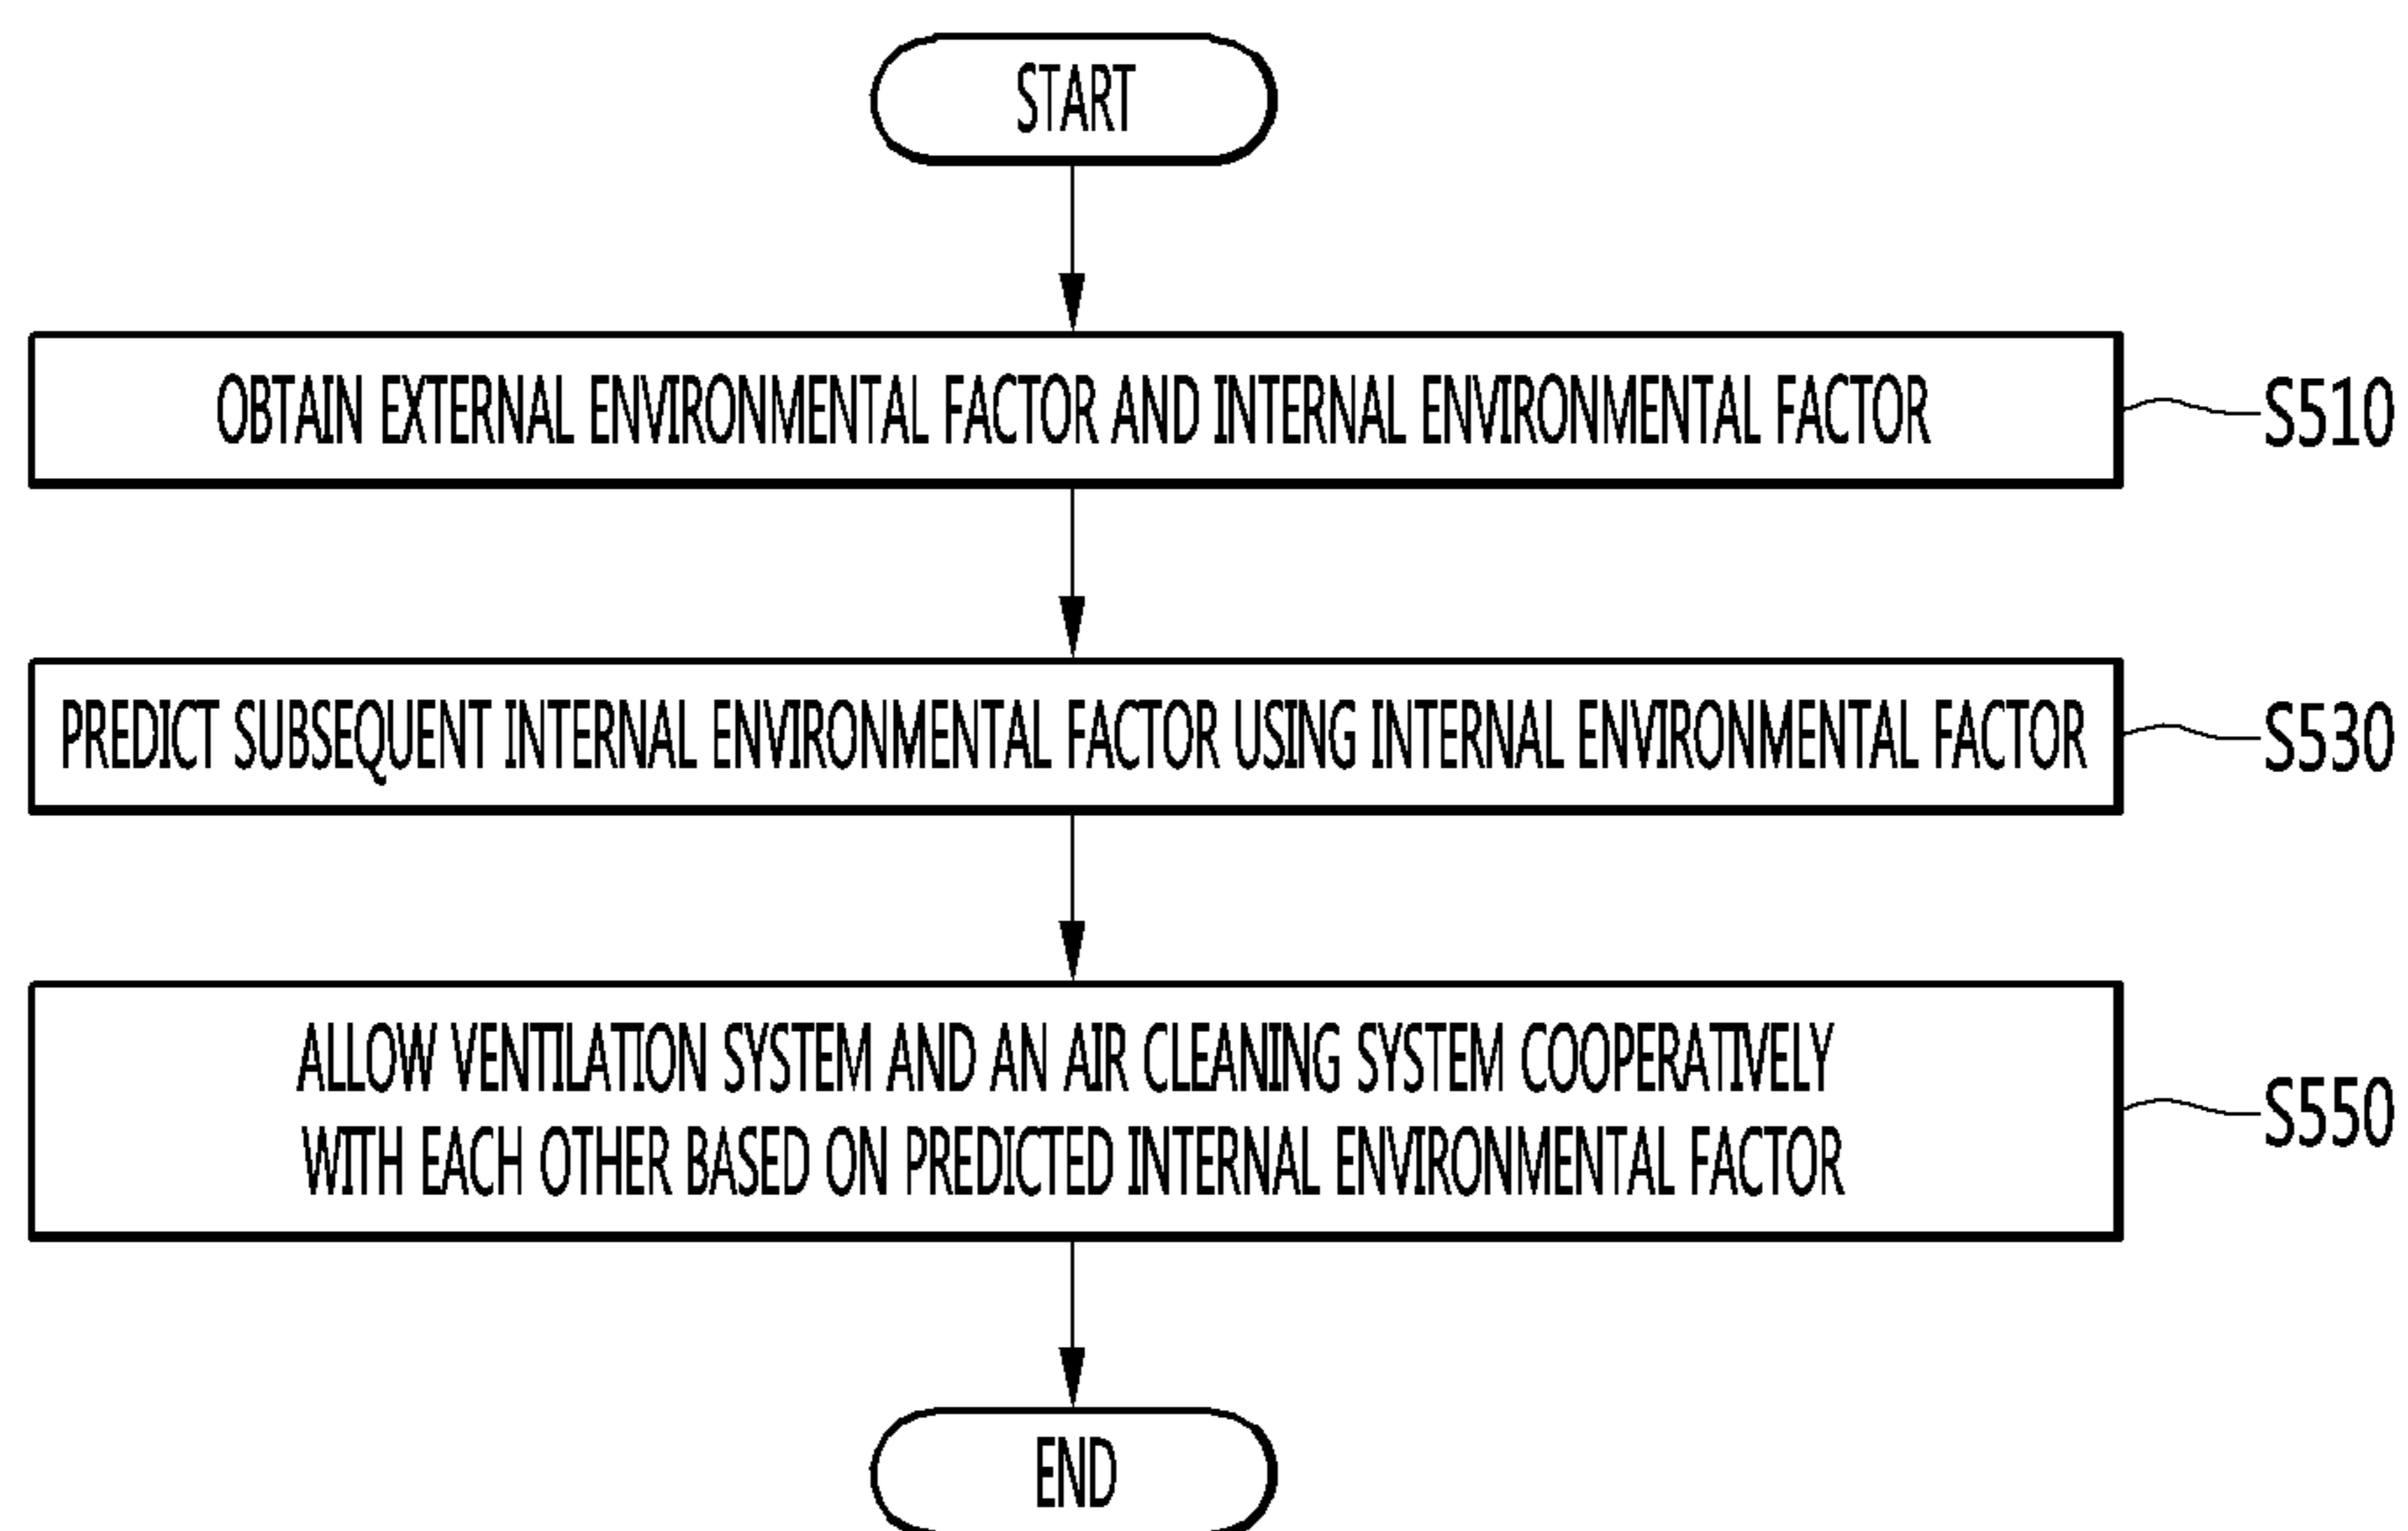 START
OBTAIN EXTERNAL ENVIRONMENTAL FACTOR AND INTERNAL ENVIRONMENTAL FACTOR
S510
PREDICT SUBSEQUENT INTERNAL ENVIRONMENTAL FACTOR USING INTERNAL ENVIRONMENTAL FACTOR
S530
ALLOW VENTILATION SYSTEM AND AN AIR CLEANING SYSTEM COOPERATIVELY
WITH EACH OTHER BASED ON PREDICTED INTERNAL ENVIRONMENTAL FACTOR
S550
END